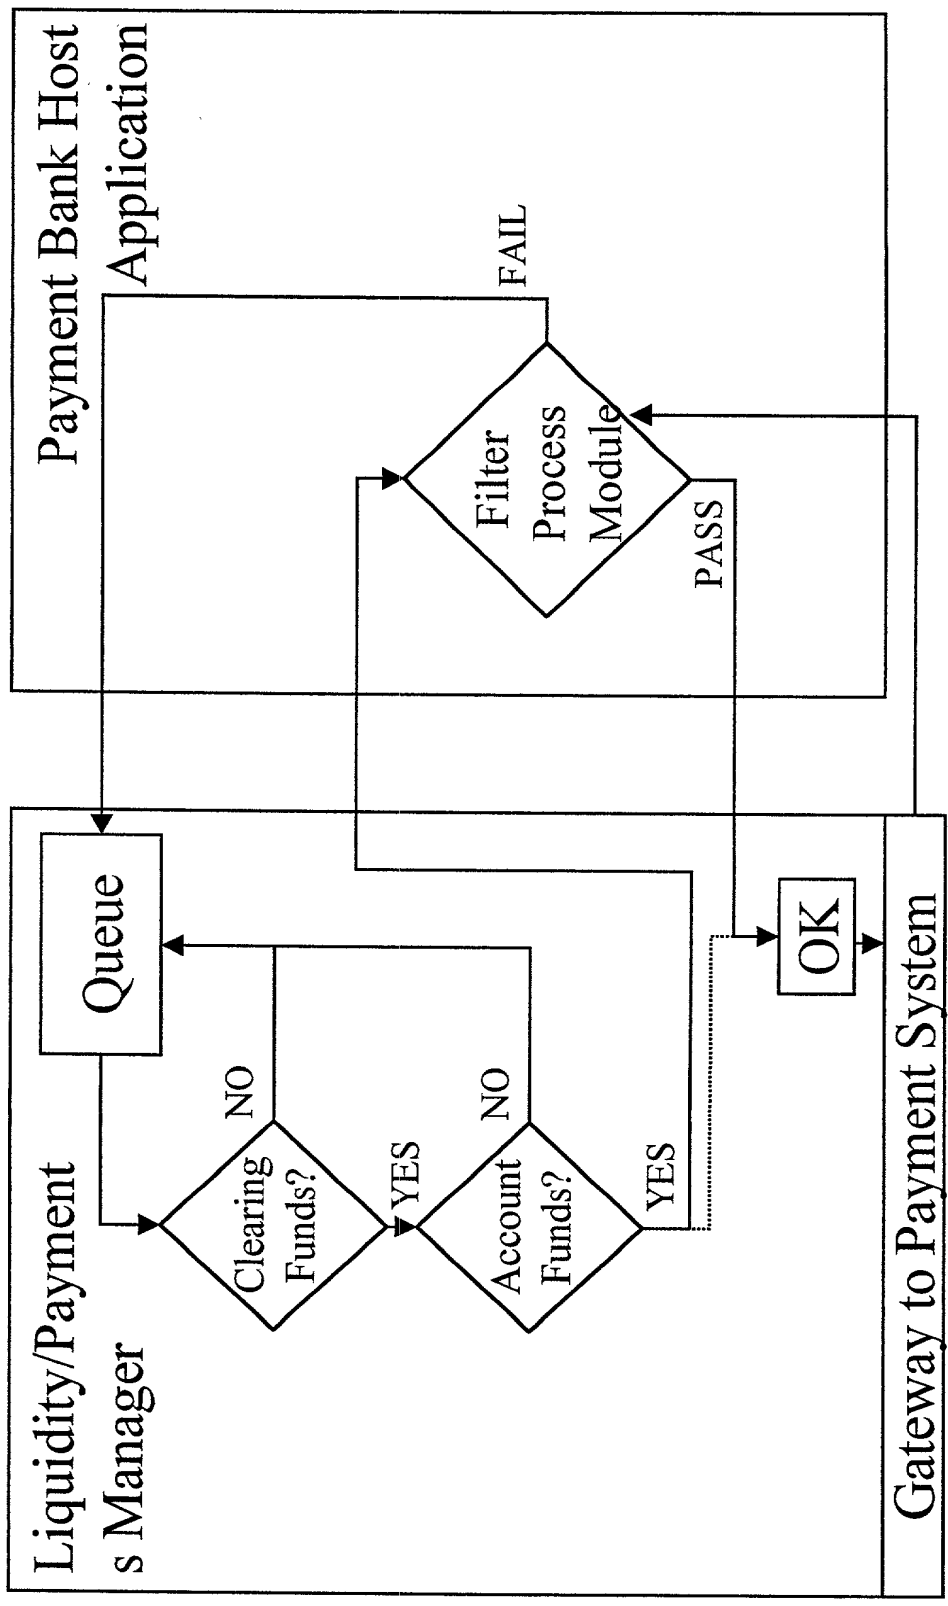 Liquidity/Payment
s Manager
Queue
NO
Clearing
Funds?
YES
NO
Account
Funds?
YES
OK
Gateway to Payment System
Payment Bank Host
Application
FAIL
Filter
Process
Module
PASS